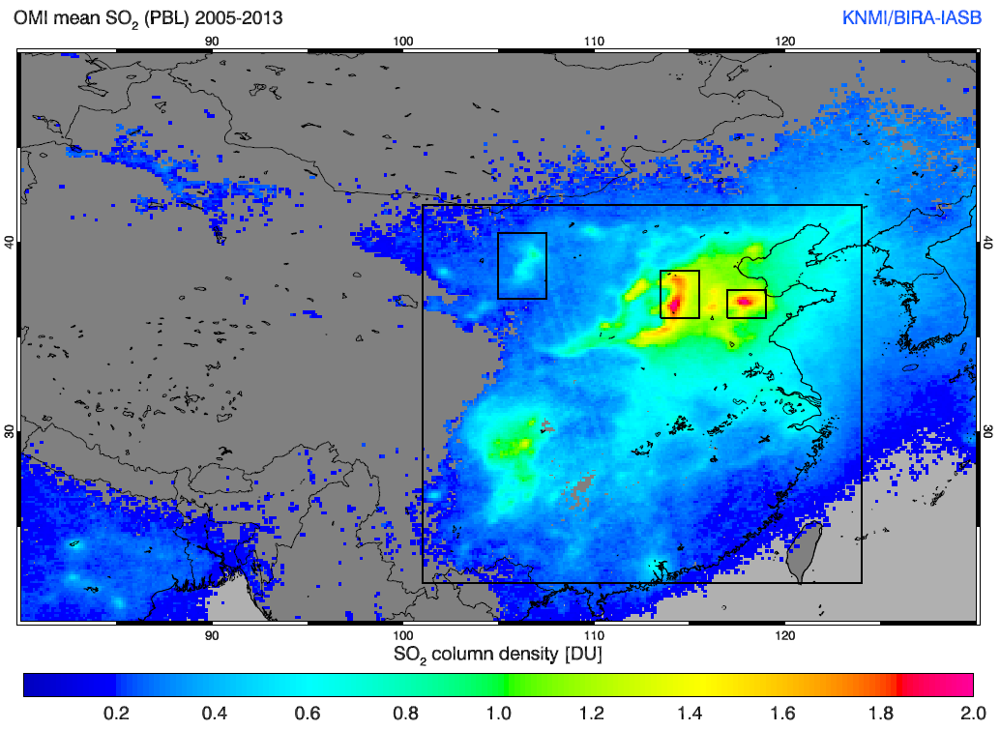 OMI mean SO₂ (PBL) 2005-2013
KNMI/BIRA-IASB
90 100 110 120
40 40
30 30
90 100 110 120
SO₂ column density [DU]
0.2 0.4 0.6 0.8 1.0 1.2 1.4 1.6 1.8 2.0